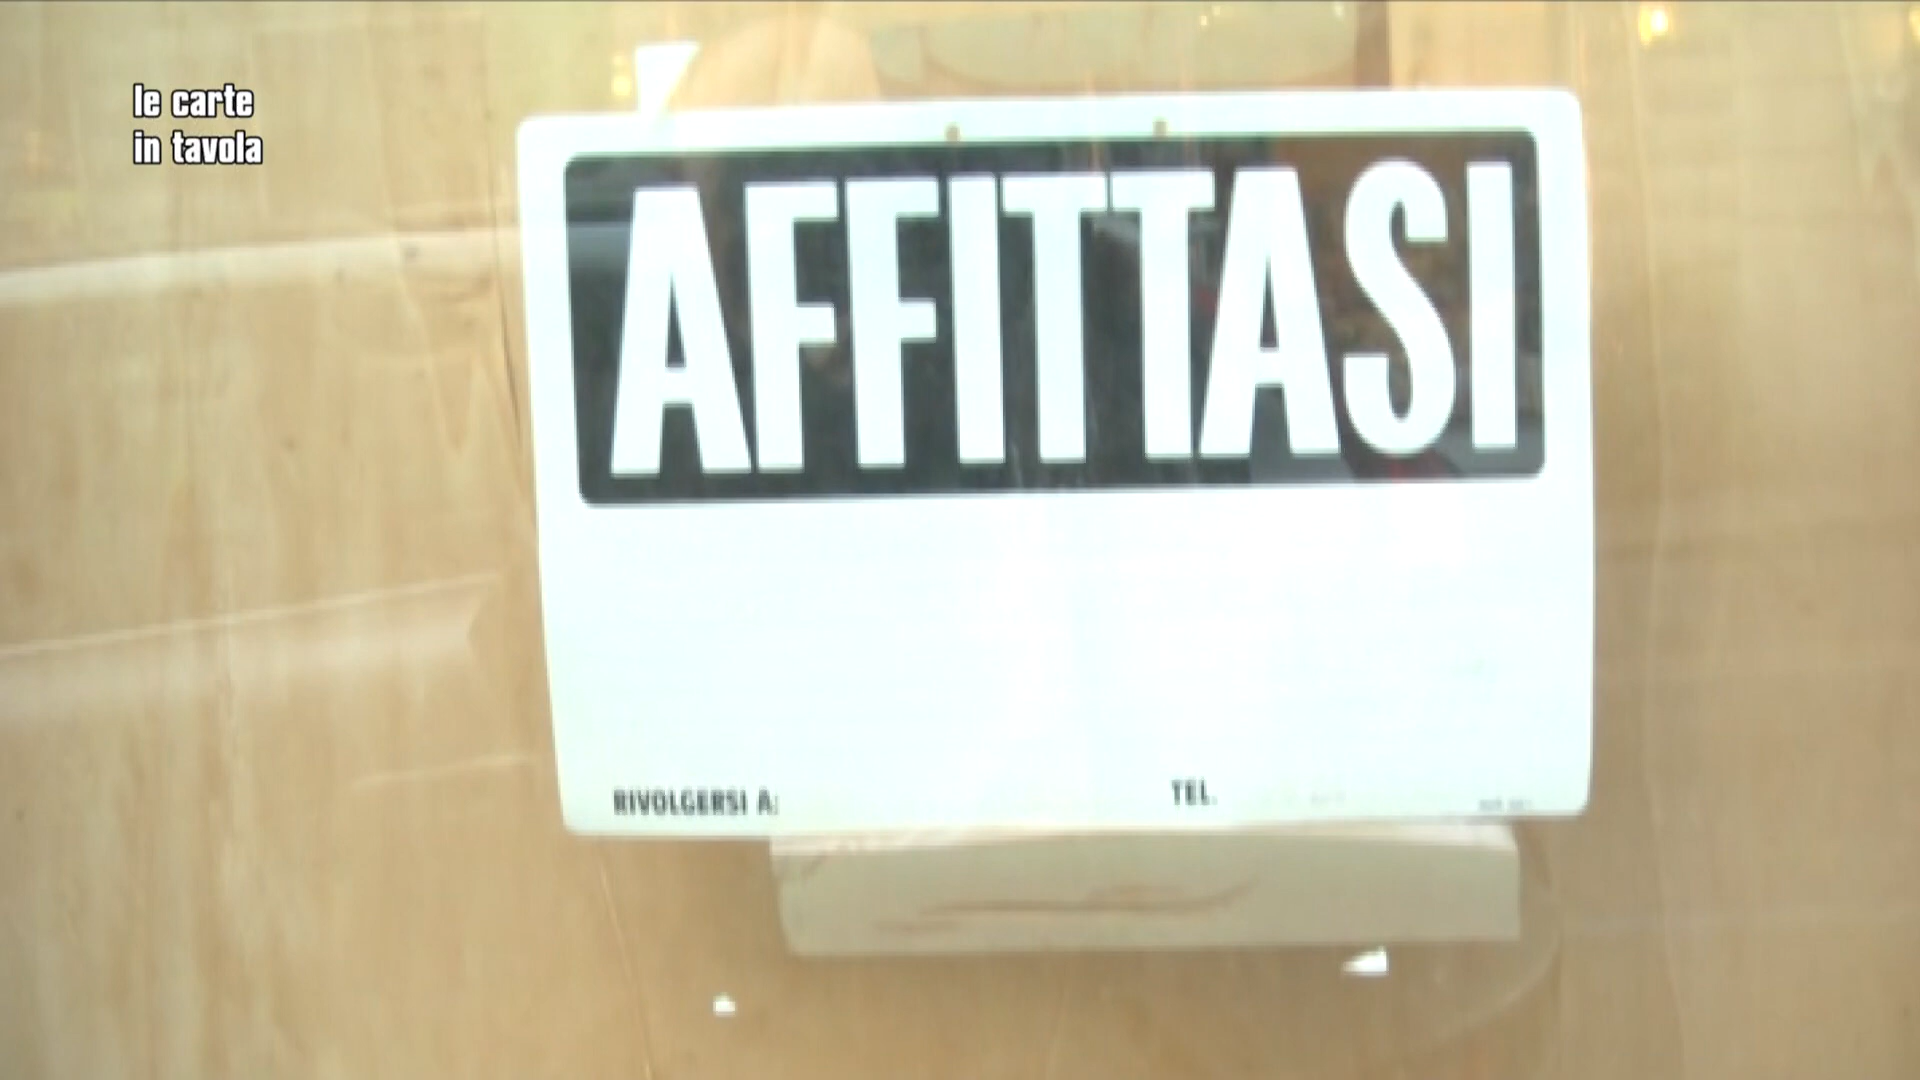 le carte
in tavola
AFFITTASI
RIVOLGERSI A:
TEL.